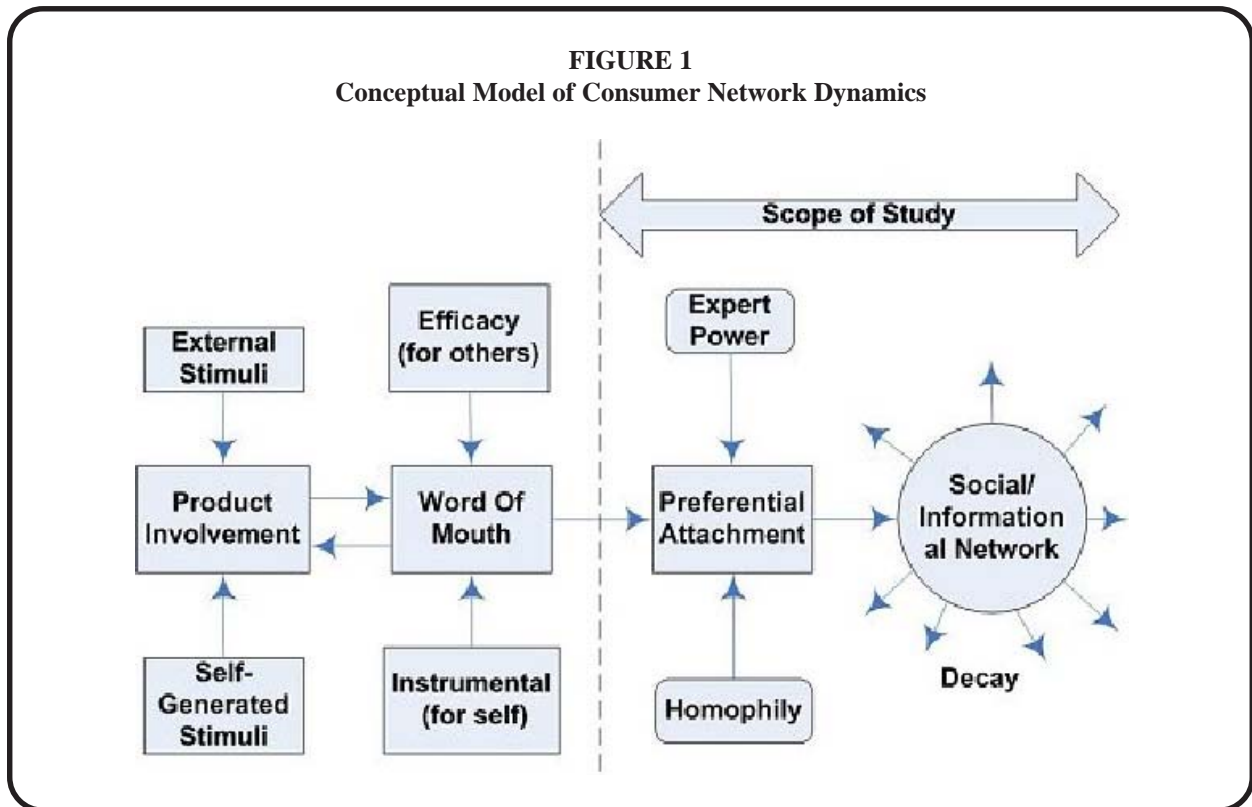 FIGURE 1
Conceptual Model of Consumer Network Dynamics
Scope of Study
External
Stimuli
Efficacy
(for others)
Expert
Power
Product
Involvement
Word Of
Mouth
Preferential
Attachment
Social/
Information
al Network
Self-
Generated
Stimuli
Instrumental
(for self)
Homophily
Decay